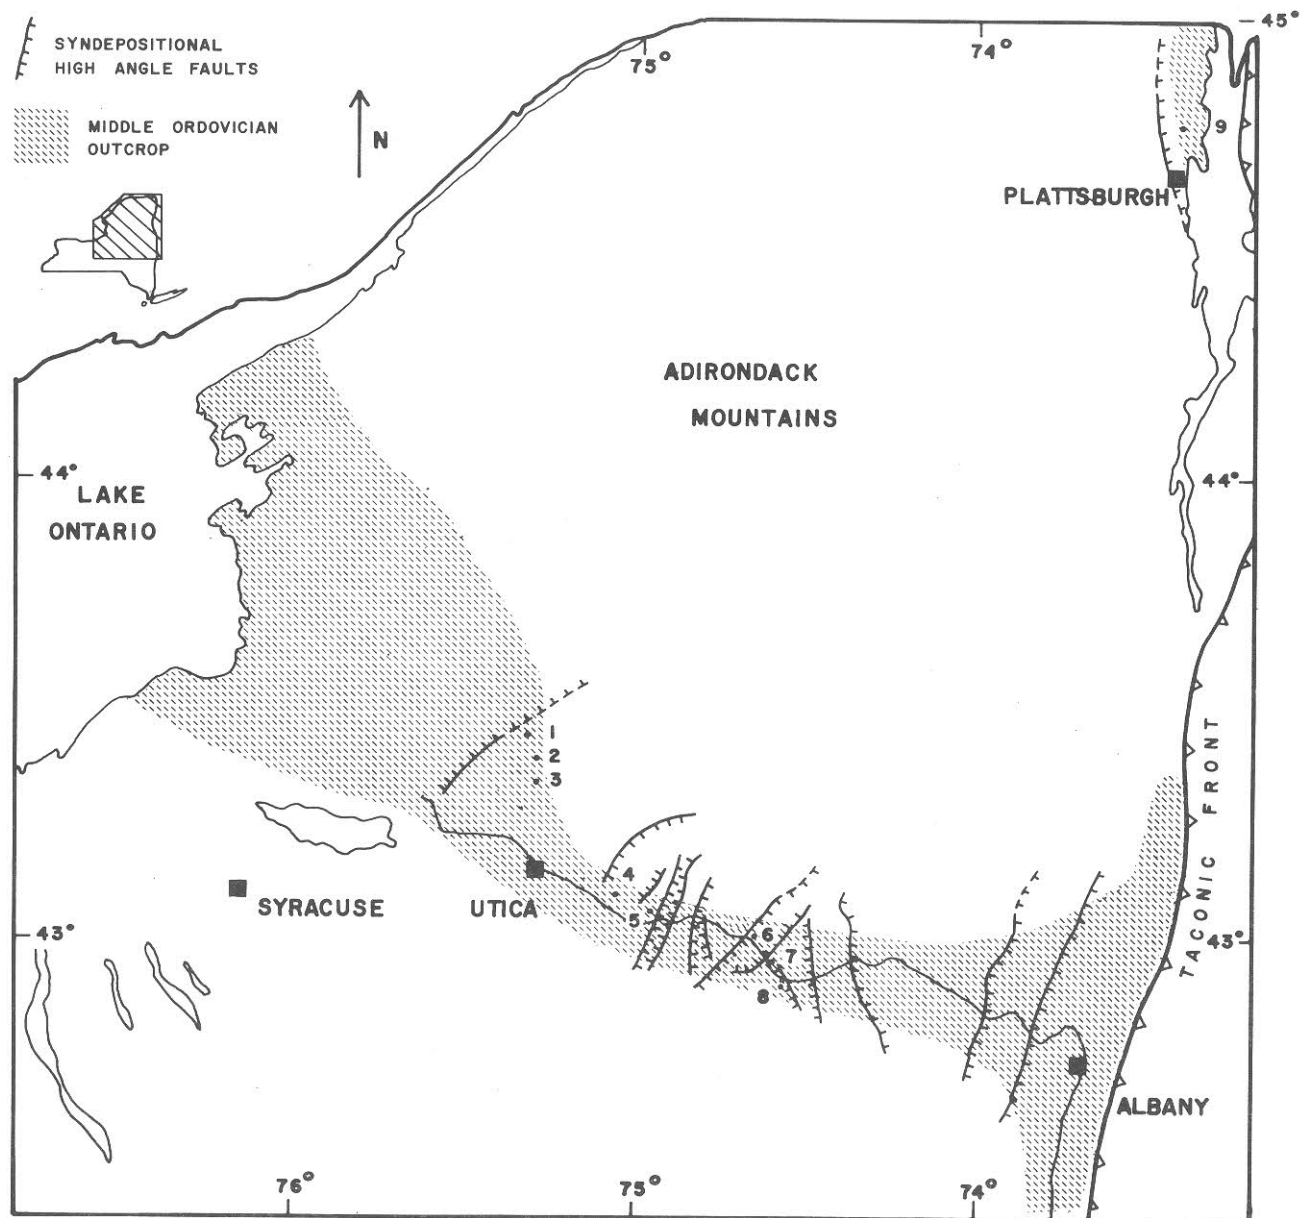 SYNDEPOSITIONAL
HIGH ANGLE FAULTS
MIDDLE ORDOVICIAN
OUTCROP
N
75°
74°
45°
9
PLATTSBURGH
ADIRONDACK
MOUNTAINS
44°
44°
LAKE
ONTARIO
1
2
3
TACONIC FRONT
4
5
6
7
8
SYRACUSE
UTICA
43°
43°
ALBANY
76°
75°
74°